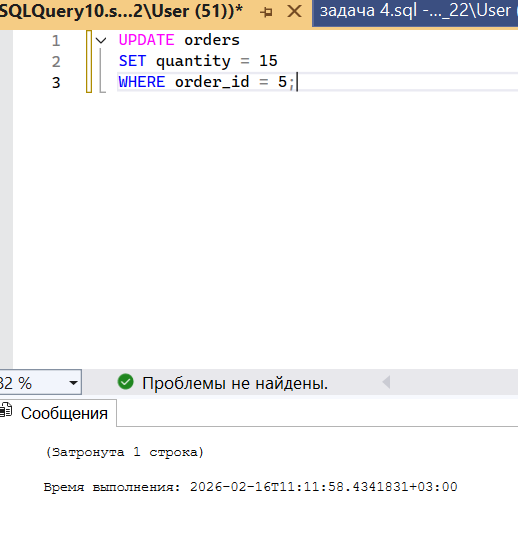 SQLQuery10.s...2\User (51))*
задача 4.sql -..._22\User (
1 UPDATE orders
2 SET quantity = 15
3 WHERE order_id = 5;
82 %
Проблемы не найдены.
Сообщения
(Затронута 1 строка)
Время выполнения: 2026-02-16T11:11:58.4341831+03:00